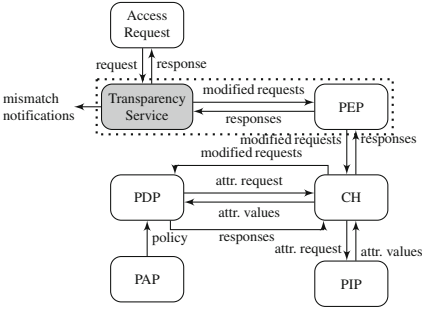 Access
Request
request
response
mismatch
notifications
Transparency
Service
modified requests
responses
PEP
modified requests
responses
modified requests
PDP
attr. request
attr. values
CH
policy
responses
attr. request
attr. values
PAP
PIP